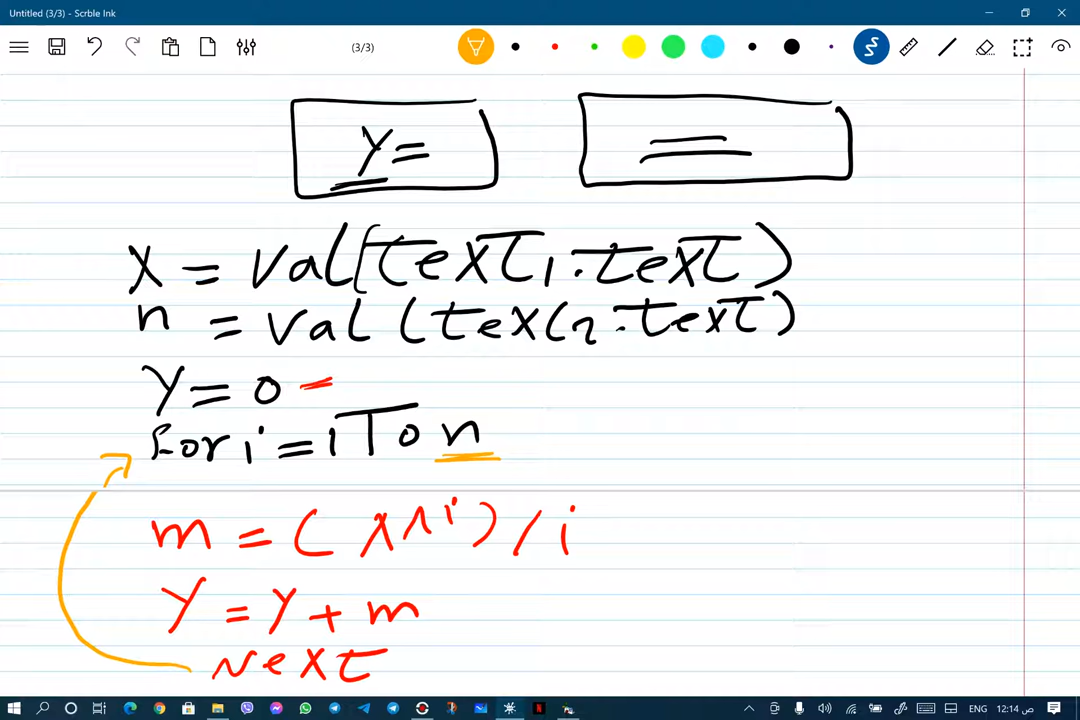 Untitled (3/3) - Scrble Ink
(3/3)
Y=
X = Val(text1.text)
n = val(text2.text)
Y = 0
for i = 1 To n
m = (X^i)/i
Y = Y + m
Next
ENG 12:14 ص